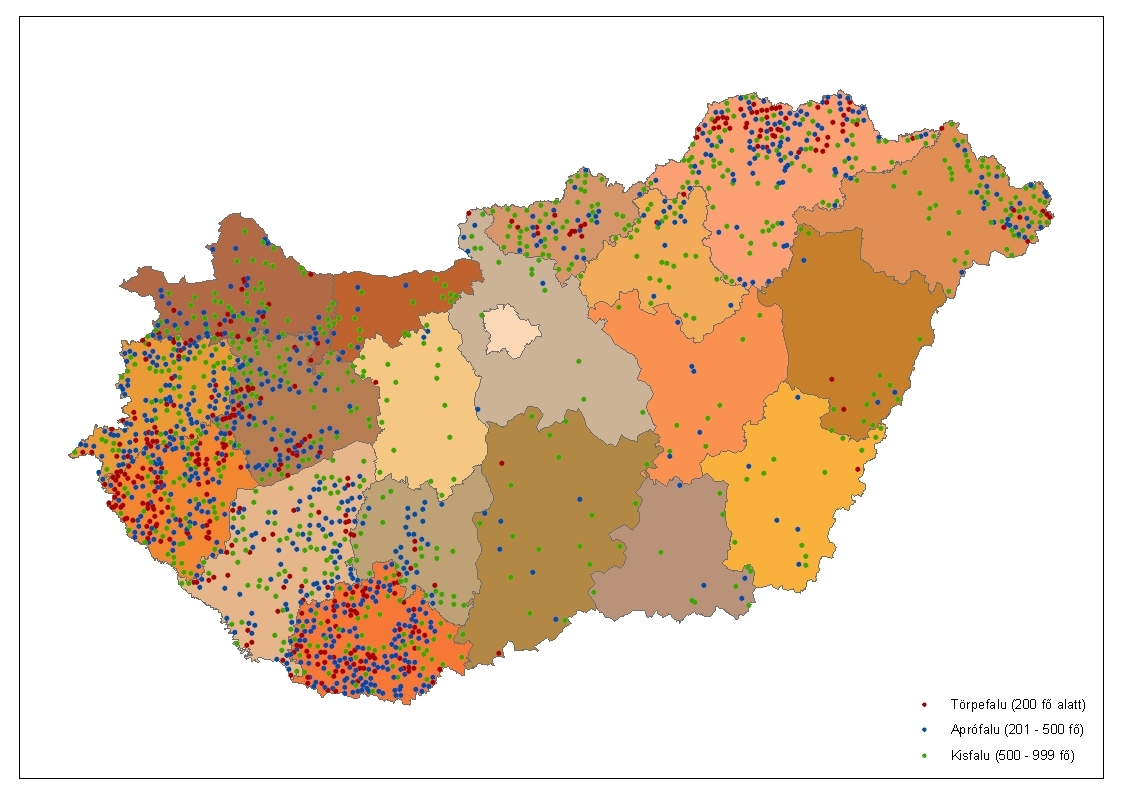 Törpefalu (200 fő alatt)
Aprófalu (201 - 500 fő)
Kisfalu (500 - 999 fő)